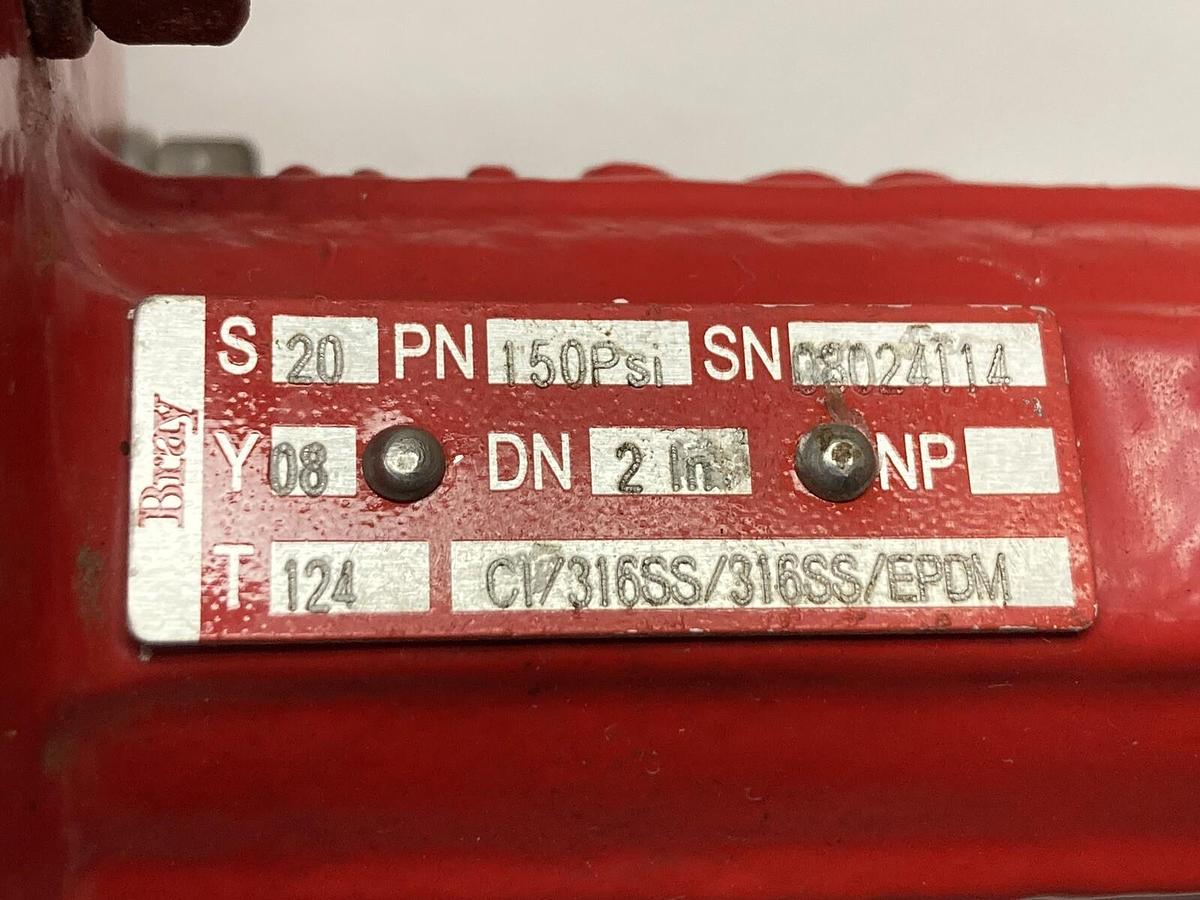 Bray
S 20 PN 150Psi SN 08024114
Y 08 DN 2 In. NP
T 124 CI/316SS/316SS/EPDM